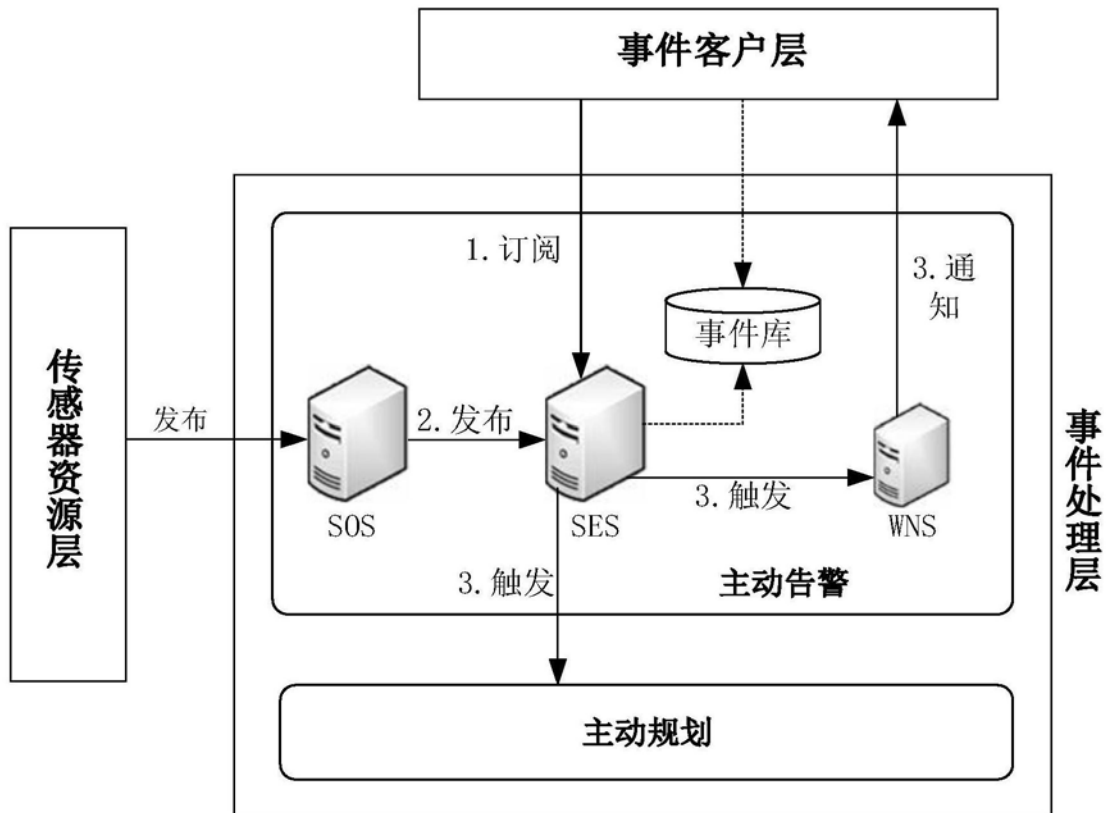 事件客户层
1.订阅
3.通
知
事件库
传感器资源层
发布
2.发布
3.触发
SOS
SES
WNS
3.触发
主动告警
事件处理层
主动规划